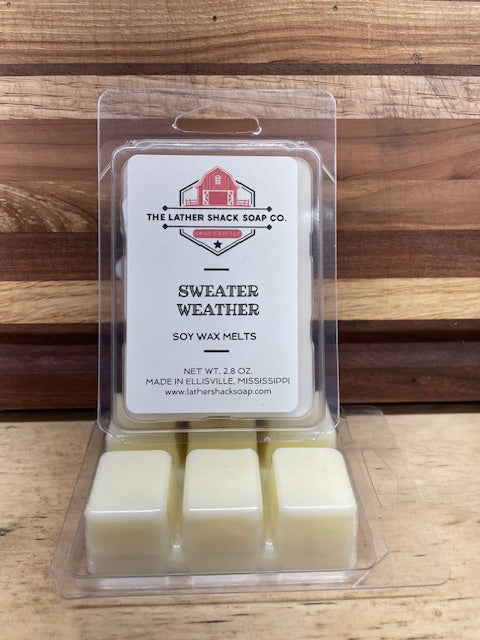 THE LATHER SHACK SOAP CO.
HAND CRAFTED
SWEATER
WEATHER
SOY WAX MELTS
NET WT. 2.8 OZ.
MADE IN ELLISVILLE, MISSISSIPPI
www.lathershacksoap.com